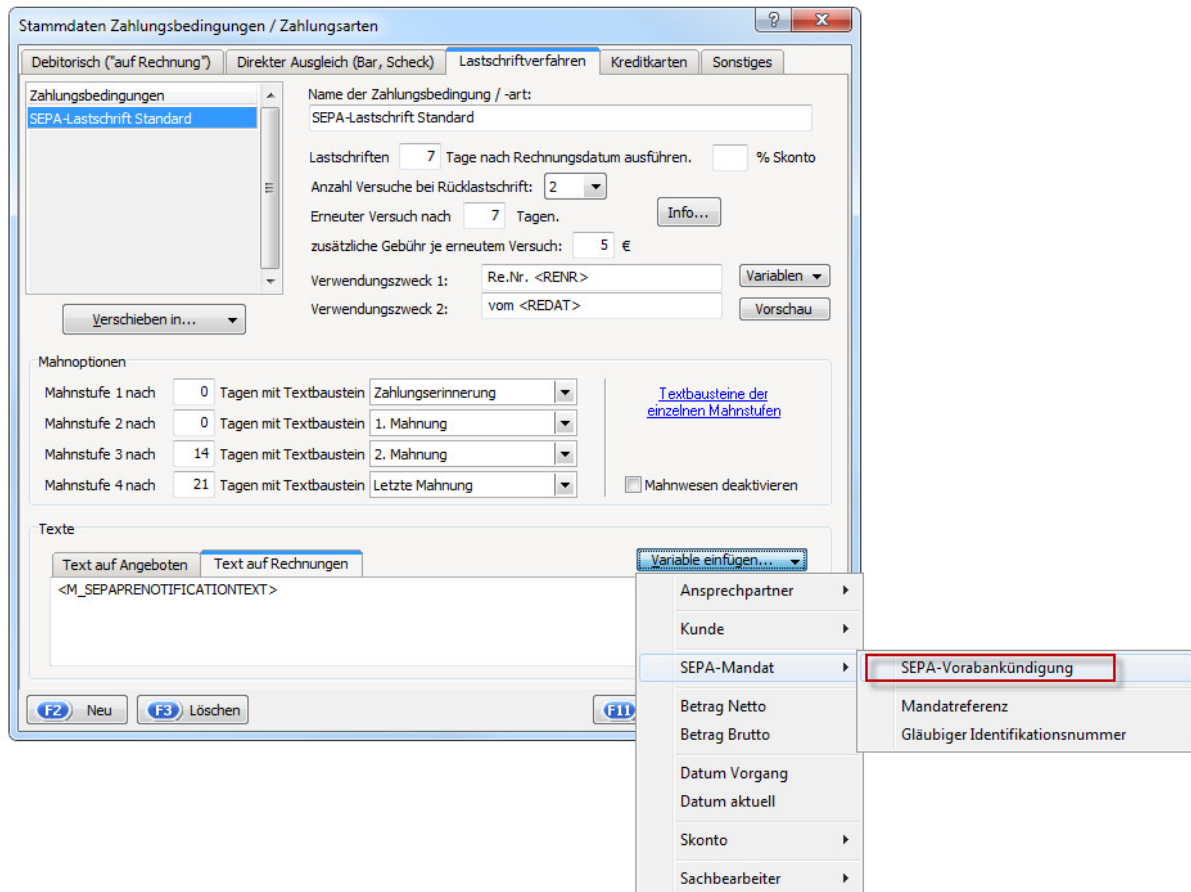 Stammdaten Zahlungsbedingungen / Zahlungsarten
Debitorisch ("auf Rechnung") Direkter Ausgleich (Bar, Scheck) Lastschriftverfahren Kreditkarten Sonstiges
Zahlungsbedingungen
SEPA-Lastschrift Standard
Verschieben in...
Name der Zahlungsbedingung / -art:
SEPA-Lastschrift Standard
Lastschriften 7 Tage nach Rechnungsdatum ausführen. % Skonto
Anzahl Versuche bei Rücklastschrift: 2
Erneuter Versuch nach 7 Tagen. Info...
zusätzliche Gebühr je erneutem Versuch: 5 €
Verwendungszweck 1: Re.Nr. <RENR> Variablen
Verwendungszweck 2: vom <REDAT> Vorschau
Mahnoptionen
Mahnstufe 1 nach 0 Tagen mit Textbaustein Zahlungserinnerung
Mahnstufe 2 nach 0 Tagen mit Textbaustein 1. Mahnung
Mahnstufe 3 nach 14 Tagen mit Textbaustein 2. Mahnung
Mahnstufe 4 nach 21 Tagen mit Textbaustein Letzte Mahnung
Textbausteine der
einzelnen Mahnstufen
Mahnwesen deaktivieren
Texte
Text auf Angeboten Text auf Rechnungen Variable einfügen...
<M_SEPAPRENOTIFICATIONTEXT>
F2 Neu F3 Löschen F11
Ansprechpartner
Kunde
SEPA-Mandat
Betrag Netto
Betrag Brutto
Datum Vorgang
Datum aktuell
Skonto
Sachbearbeiter
SEPA-Vorabankündigung
Mandatreferenz
Gläubiger Identifikationsnummer